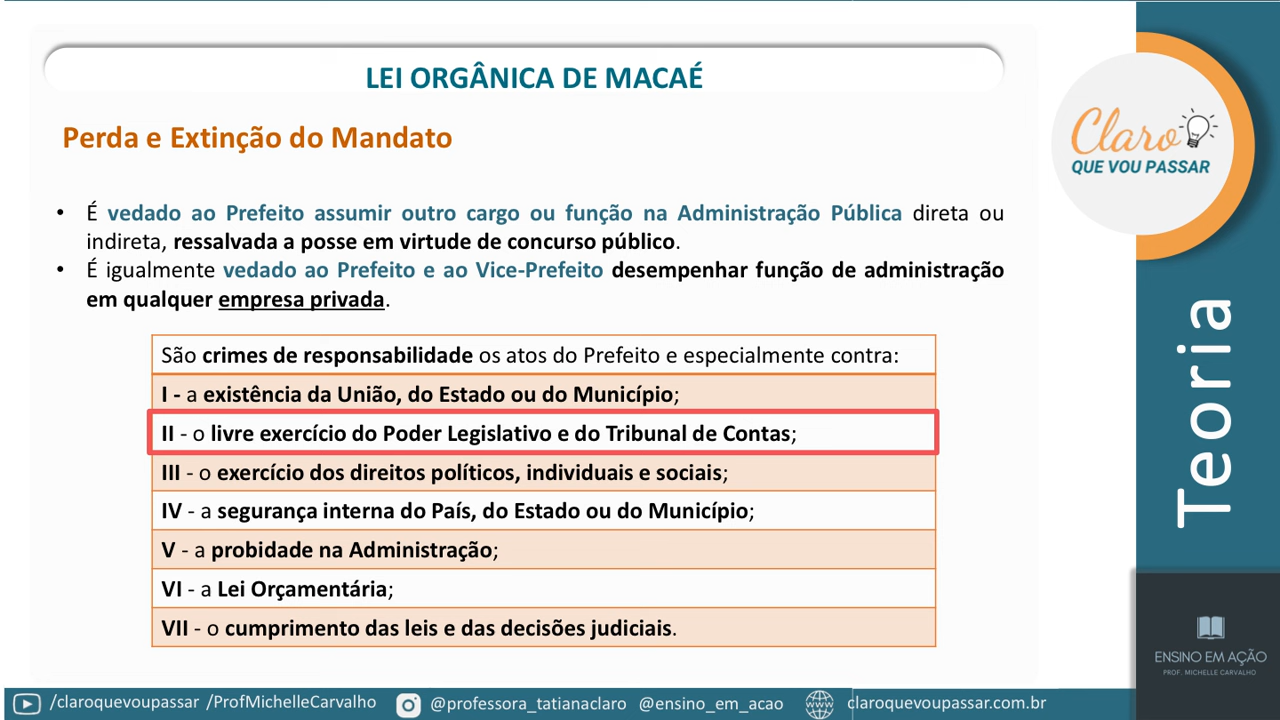 LEI ORGÂNICA DE MACAÉ
Perda e Extinção do Mandato
• É vedado ao Prefeito assumir outro cargo ou função na Administração Pública direta ou
indireta, ressalvada a posse em virtude de concurso público.
• É igualmente vedado ao Prefeito e ao Vice-Prefeito desempenhar função de administração
em qualquer empresa privada.
São crimes de responsabilidade os atos do Prefeito e especialmente contra:
I - a existência da União, do Estado ou do Município;
II - o livre exercício do Poder Legislativo e do Tribunal de Contas;
III - o exercício dos direitos políticos, individuais e sociais;
IV - a segurança interna do País, do Estado ou do Município;
V - a probidade na Administração;
VI - a Lei Orçamentária;
VII - o cumprimento das leis e das decisões judiciais.
Claro
QUE VOU PASSAR
Teoria
ENSINO EM AÇÃO
PROF. MICHELLE CARVALHO
/claroquevoupassar /ProfMichelleCarvalho @professora_tatianaclaro @ensino_em_acao claroquevoupassar.com.br